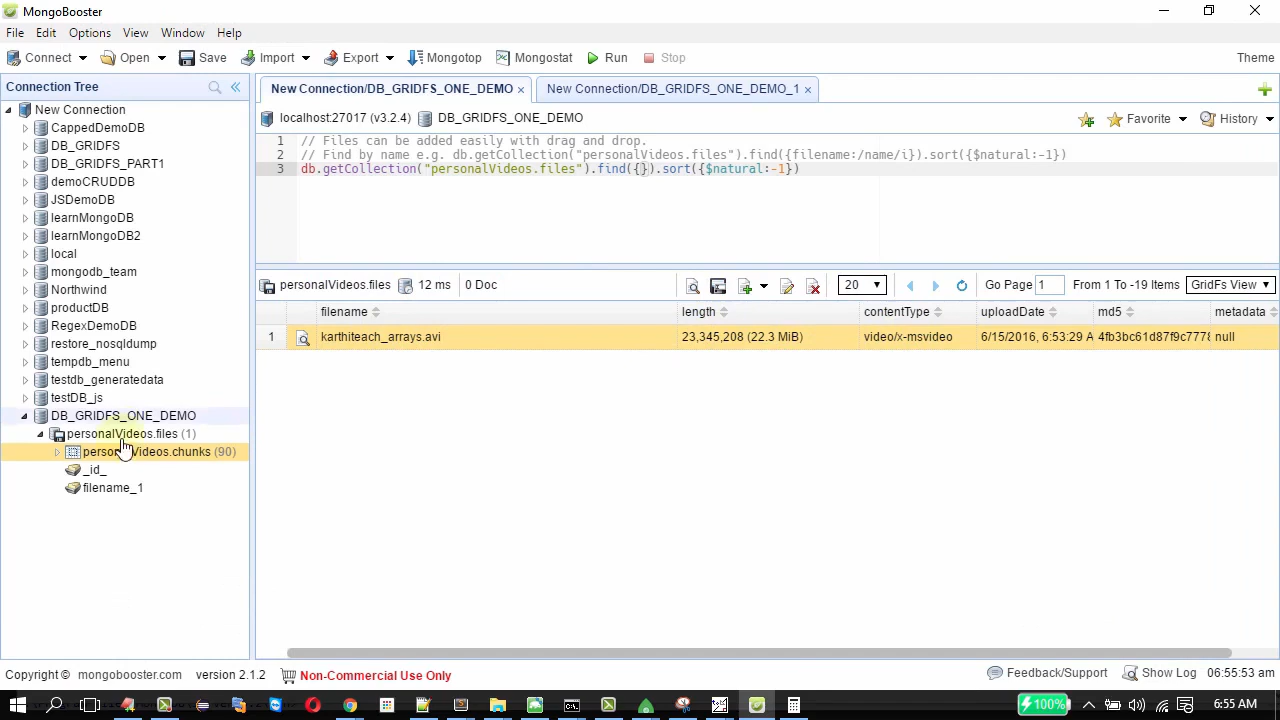 MongoBooster
File Edit Options View Window Help
Connect Open Save Import Export Mongotop Mongostat Run Stop Theme
Connection Tree
New Connection
CappedDemoDB
DB_GRIDFS
DB_GRIDFS_PART1
demoCRUDDB
JSDemoDB
learnMongoDB
learnMongoDB2
local
mongodb_team
Northwind
productDB
RegexDemoDB
restore_nosqldump
tempdb_menu
testdb_generatedata
testDB_js
DB_GRIDFS_ONE_DEMO
personalVideos.files (1)
personalVideos.chunks (90)
_id_
filename_1
New Connection/DB_GRIDFS_ONE_DEMO × New Connection/DB_GRIDFS_ONE_DEMO_1 ×
localhost:27017 (v3.2.4) DB_GRIDFS_ONE_DEMO Favorite History
1 // Files can be added easily with drag and drop.
2 // Find by name e.g. db.getCollection("personalVideos.files").find({filename:/name/i}).sort({$natural:-1})
3 db.getCollection("personalVideos.files").find({}).sort({$natural:-1})
personalVideos.files 12 ms 0 Doc 20 Go Page 1 From 1 To -19 Items GridFs View
filename length contentType uploadDate md5 metadata
1 karthiteach_arrays.avi 23,345,208 (22.3 MiB) video/x-msvideo 6/15/2016, 6:53:29 A 4fb3bc61d87f9c7778 null
Copyright © mongobooster.com version 2.1.2 Non-Commercial Use Only Feedback/Support Show Log 06:55:53 am
100% 6:55 AM